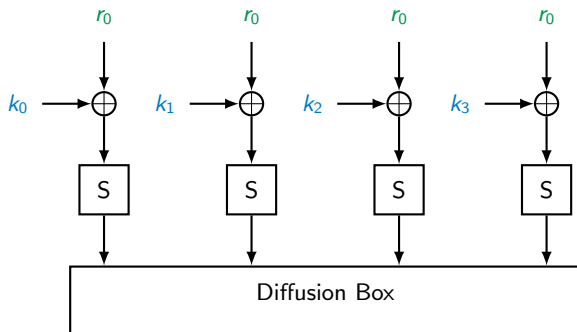 r₀ r₀ r₀ r₀
k₀ k₁ k₂ k₃
S S S S
Diffusion Box